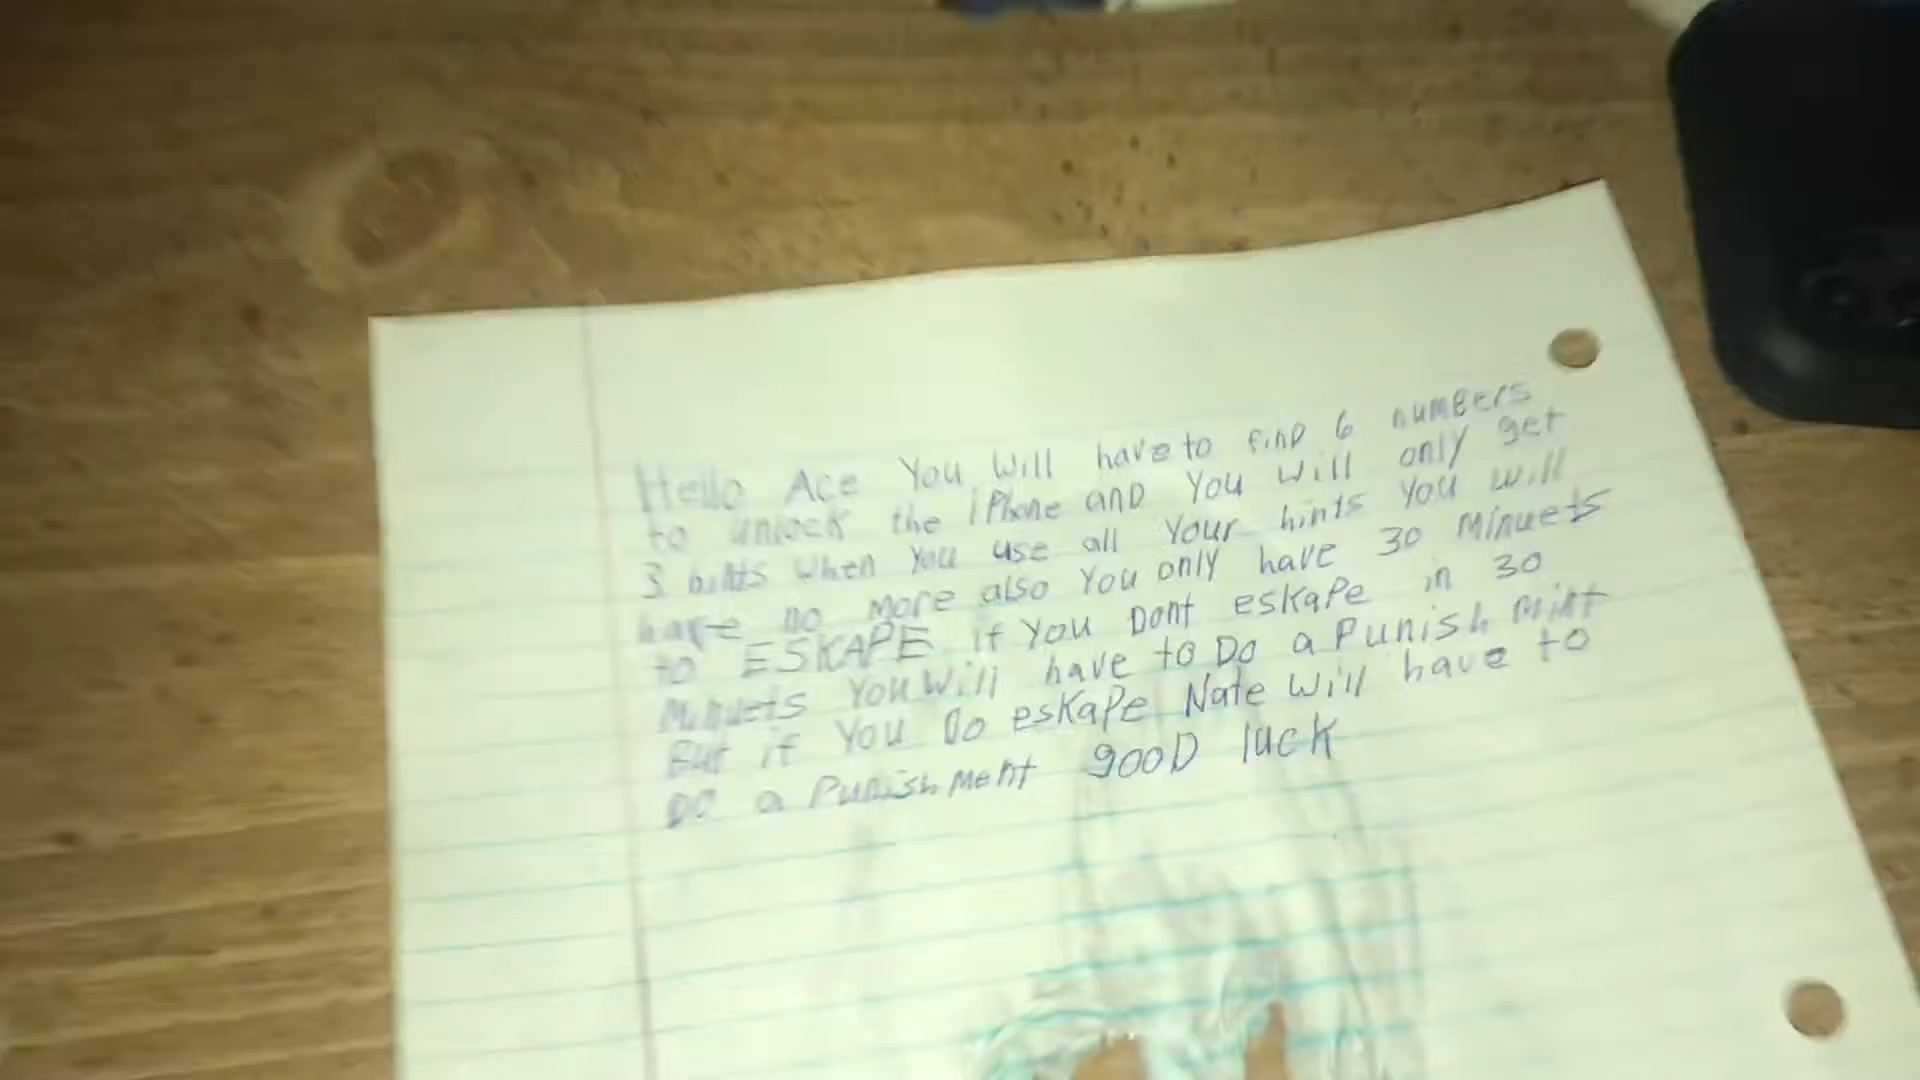 Hello Ace You Will have to find 6 numbers
to unlock the iPhone and You will only get
3 hints when You use all Your hints You will
have no more also You only have 30 Minuets
to ESKAPE if You Dont eskape in 30
Minuets You Will have to Do a Punish mint
But if You Do eskape Nate Will have to
DO a Punishment gooD luck